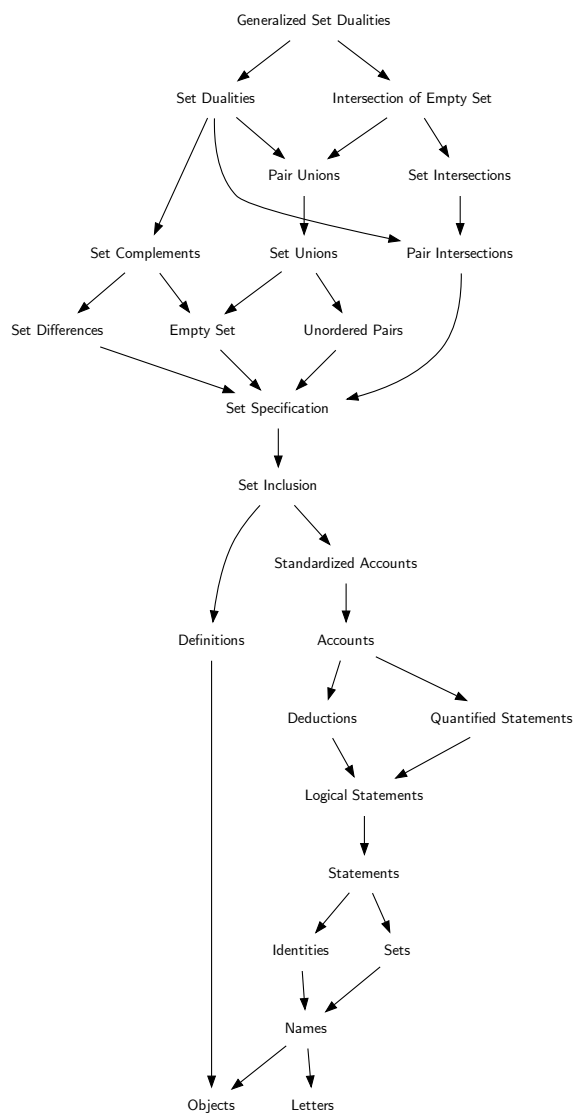 Generalized Set Dualities
Set Dualities
Intersection of Empty Set
Pair Unions
Set Intersections
Set Complements
Set Unions
Pair Intersections
Set Differences
Empty Set
Unordered Pairs
Set Specification
Set Inclusion
Standardized Accounts
Definitions
Accounts
Deductions
Quantified Statements
Logical Statements
Statements
Identities
Sets
Names
Objects
Letters